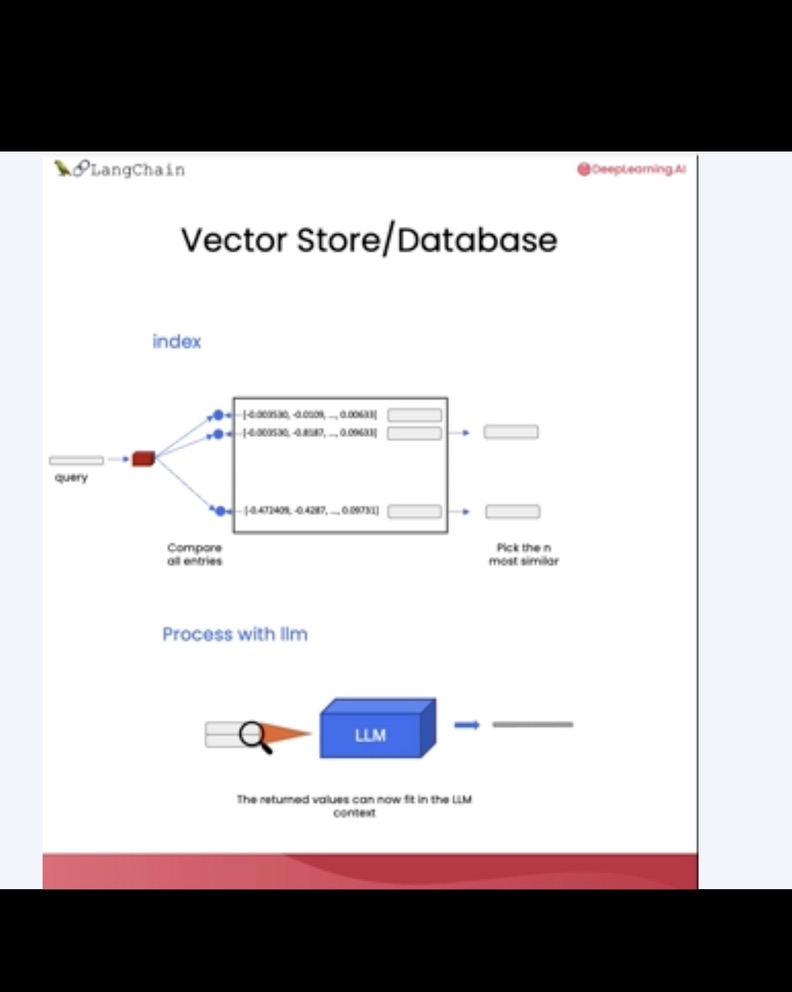 LangChain
DeepLearning.AI
Vector Store/Database
index
[-0.003530, -0.0109, ..., 0.00633]
[-0.003530, -0.8187, ..., 0.09633]
query
[-0.472409, -0.4287, ..., 0.09731]
Compare
all entries
Pick the n
most similar
Process with llm
LLM
The returned values can now fit in the LLM
context